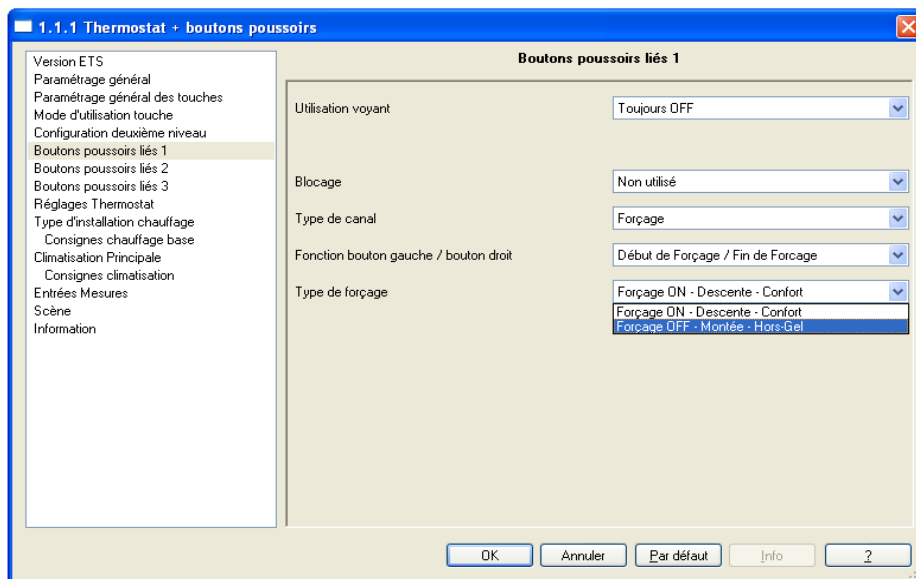 1.1.1 Thermostat + boutons poussoirs
Version ETS
Paramétrage général
Paramétrage général des touches
Mode d'utilisation touche
Configuration deuxième niveau
Boutons poussoirs liés 1
Boutons poussoirs liés 2
Boutons poussoirs liés 3
Réglages Thermostat
Type d'installation chauffage
Consignes chauffage base
Climatisation Principale
Consignes climatisation
Entrées Mesures
Scène
Information
Boutons poussoirs liés 1
Utilisation voyant
Toujours OFF
Blocage
Non utilisé
Type de canal
Forçage
Fonction bouton gauche / bouton droit
Début de Forçage / Fin de Forcage
Type de forçage
Forçage ON - Descente - Confort
Forçage ON - Descente - Confort
Forçage OFF - Montée - Hors-Gel
OK
Annuler
Par défaut
Info
?